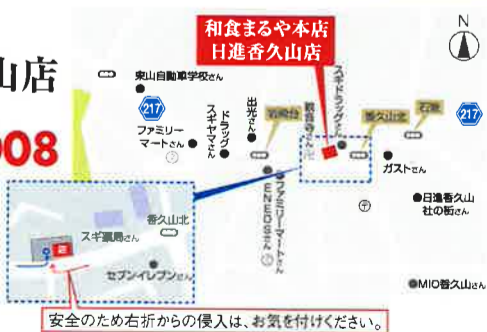 和食まるや本店
日進香久山店
N
山店
08
東山自動車学校さん
217
ファミリー
マートさん
ドラッグ
スギヤマさん
出光さん
岩崎台
観音寺
卍
スギドラッグさん
香久山北
石池
217
ガストさん
ENEOSさん
ファミリーマートさん
日進香久山
社の街さん
MIO香久山さん
香久山北
スギ薬局さん
セブンイレブンさん
安全のため右折からの侵入は、お気を付けください。